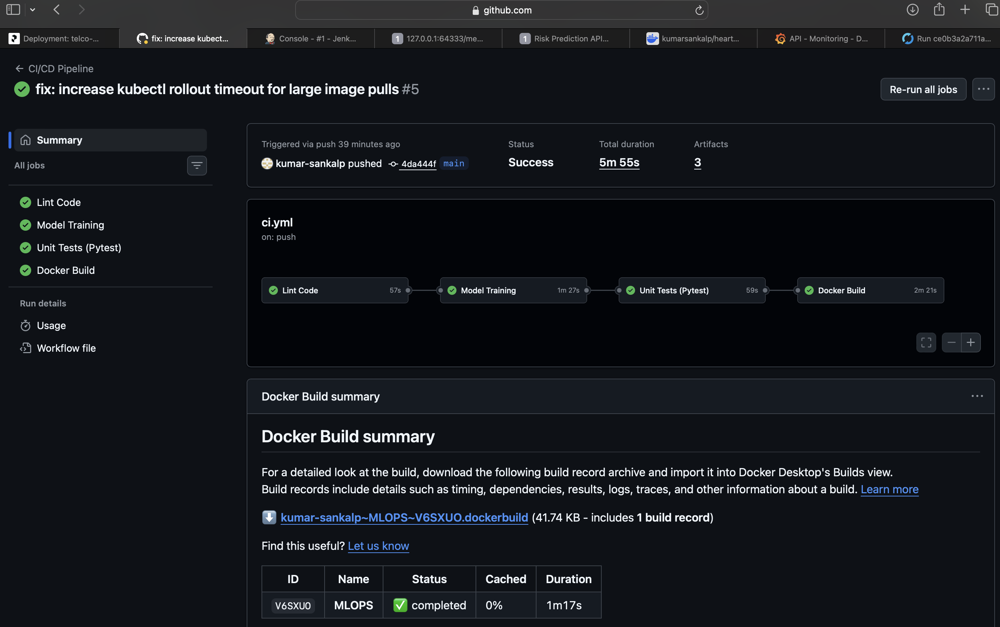 github.com
Deployment: telco-...
fix: increase kubect...
Console - #1 - Jenk...
1 127.0.0.1:64333/me...
1 Risk Prediction API...
kumarsankalp/heart...
API - Monitoring - D...
Run ce0b3a2a711a...
CI/CD Pipeline
fix: increase kubectl rollout timeout for large image pulls #5
Re-run all jobs
Summary
All jobs
Lint Code
Model Training
Unit Tests (Pytest)
Docker Build
Run details
Usage
Workflow file
Triggered via push 39 minutes ago
kumar-sankalp pushed 4da444f main
Status
Success
Total duration
5m 55s
Artifacts
3
ci.yml
on: push
Lint Code 57s
Model Training 1m 27s
Unit Tests (Pytest) 59s
Docker Build 2m 21s
Docker Build summary
Docker Build summary
For a detailed look at the build, download the following build record archive and import it into Docker Desktop's Builds view.
Build records include details such as timing, dependencies, results, logs, traces, and other information about a build. Learn more
kumar-sankalp~MLOPS~V6SXUO.dockerbuild (41.74 KB - includes 1 build record)
Find this useful? Let us know
ID Name Status Cached Duration
V6SXUO MLOPS completed 0% 1m17s